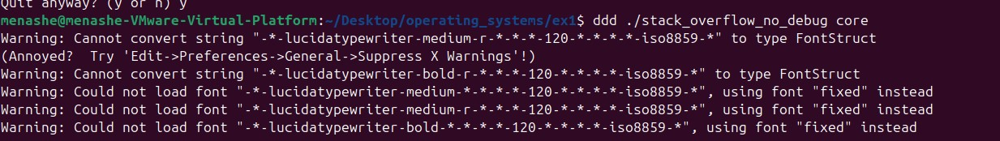 Quit anyway? (y or n) y
menashe@menashe-VMware-Virtual-Platform:~/Desktop/operating_systems/ex1$ ddd ./stack_overflow_no_debug core
Warning: Cannot convert string "-*-lucidatypewriter-medium-r-*-*-*-120-*-*-*-*-iso8859-*" to type FontStruct
(Annoyed?  Try 'Edit->Preferences->General->Suppress X Warnings'!)
Warning: Cannot convert string "-*-lucidatypewriter-bold-r-*-*-*-120-*-*-*-*-iso8859-*" to type FontStruct
Warning: Could not load font "-*-lucidatypewriter-medium-*-*-*-*-120-*-*-*-*-iso8859-*", using font "fixed" instead
Warning: Could not load font "-*-lucidatypewriter-medium-r-*-*-*-120-*-*-*-*-iso8859-*", using font "fixed" instead
Warning: Could not load font "-*-lucidatypewriter-bold-*-*-*-*-120-*-*-*-*-iso8859-*", using font "fixed" instead